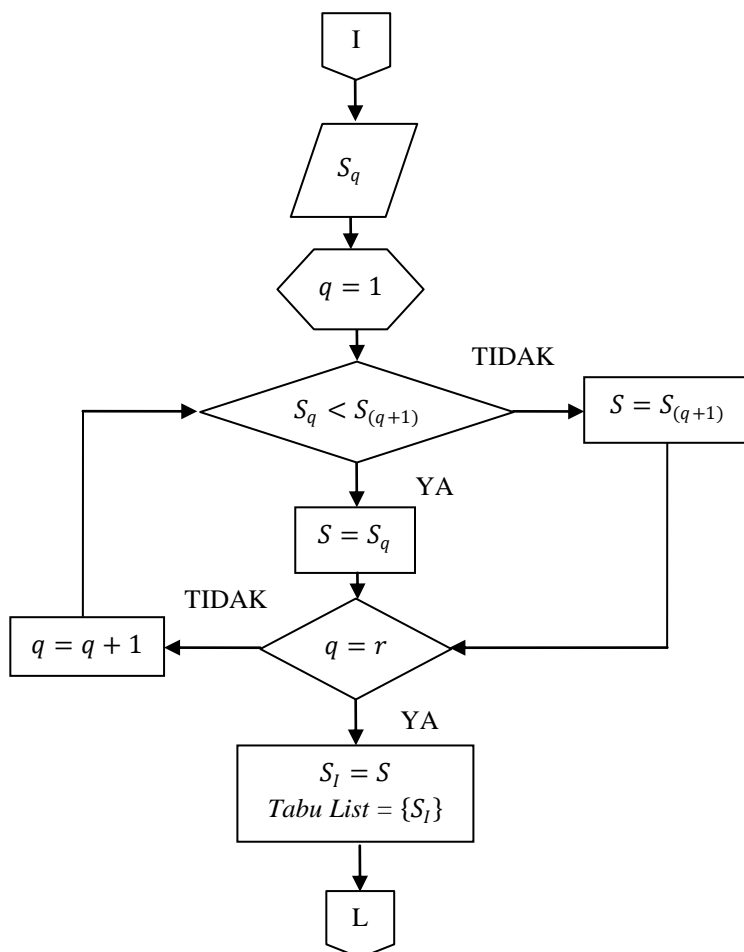 I
S_q
q = 1
TIDAK
S_q < S_(q+1)
S = S_(q+1)
YA
S = S_q
TIDAK
q = q + 1
q = r
YA
S_I = S
Tabu List = {S_I}
L